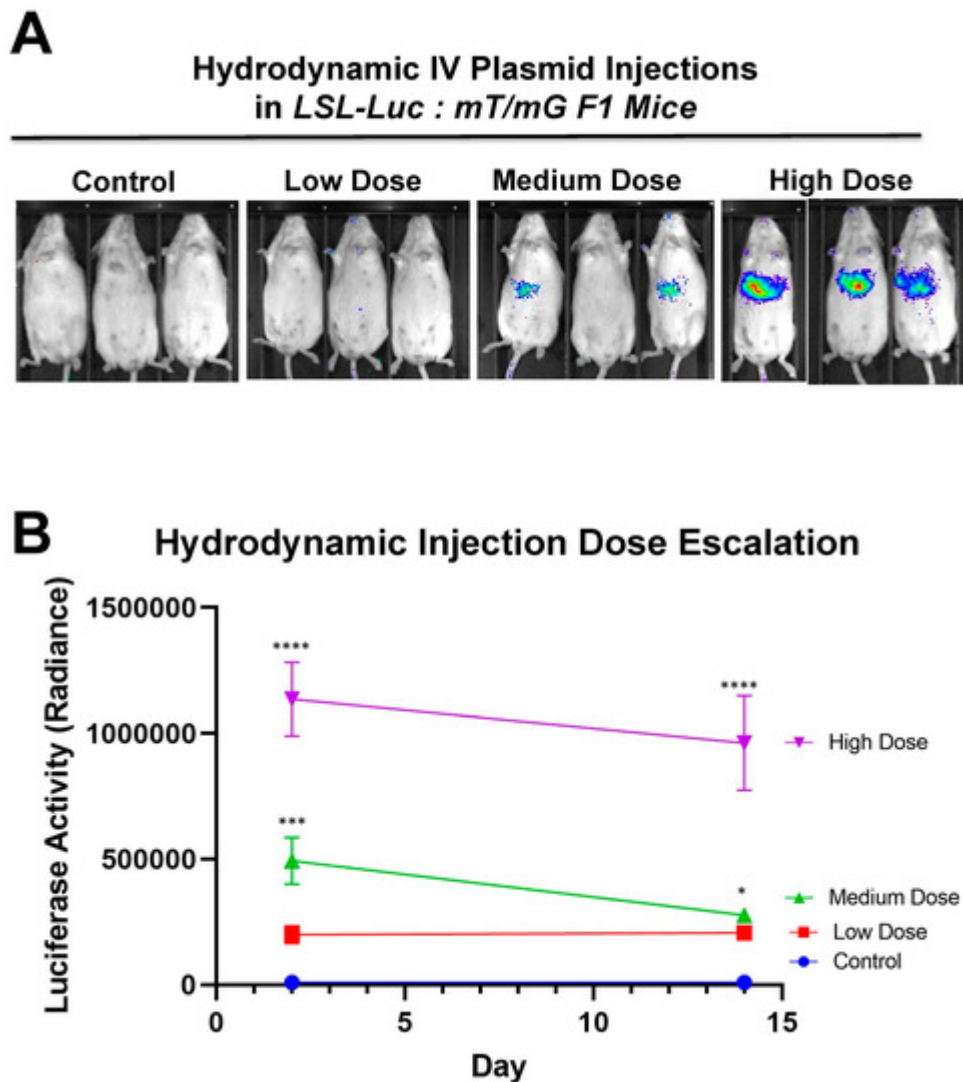 A
Hydrodynamic IV Plasmid Injections
in LSL-Luc : mT/mG F1 Mice
Control Low Dose Medium Dose High Dose
B
Hydrodynamic Injection Dose Escalation
Luciferase Activity (Radiance)
1500000
1000000
500000
0
****
****
***
*
High Dose
Medium Dose
Low Dose
Control
0 5 10 15
Day